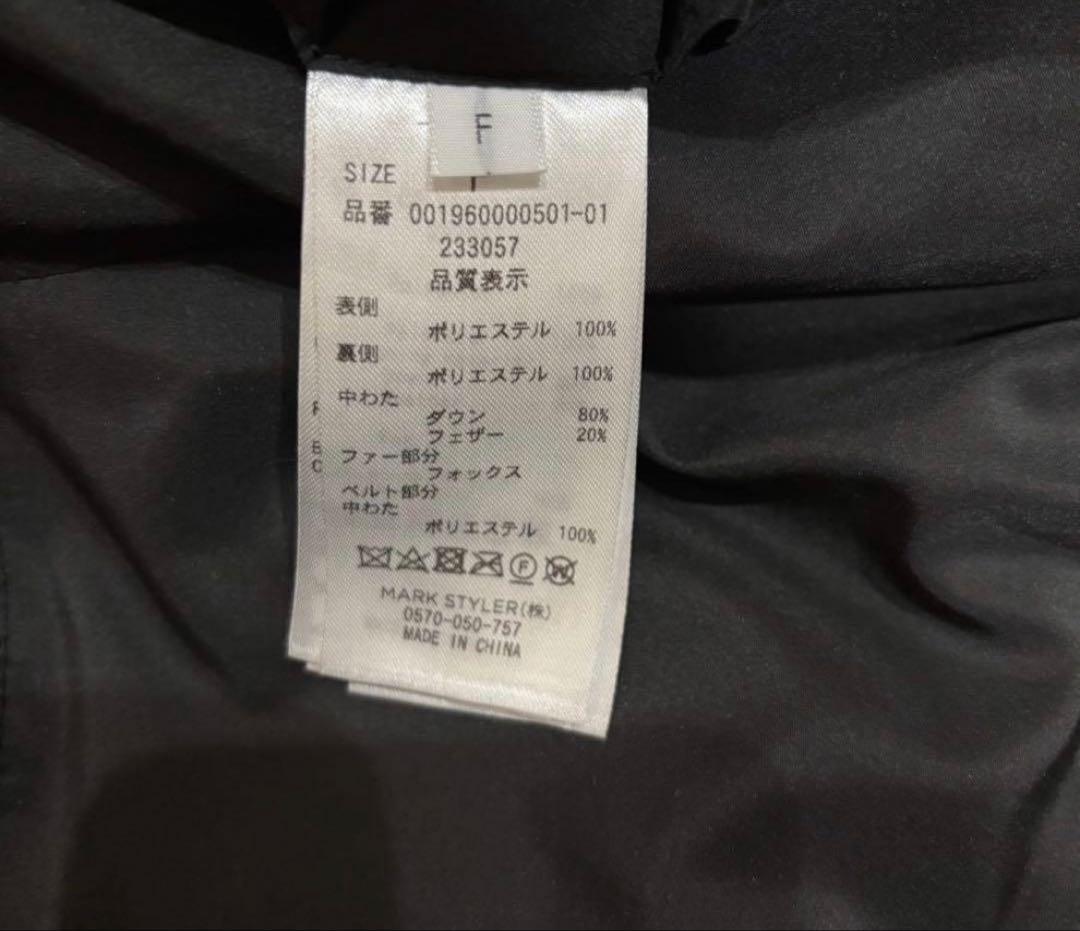 F
SIZE
品番 001960000501-01
233057
品質表示
表側
ポリエステル 100%
裏側
ポリエステル 100%
中わた
ダウン 80%
フェザー 20%
ファー部分
フォックス
ベルト部分
中わた
ポリエステル 100%
F W
MARK STYLER(株)
0570-050-757
MADE IN CHINA